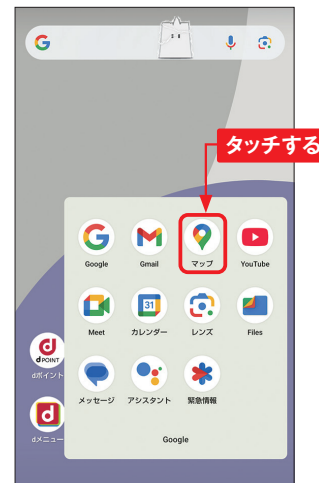 G
タッチする
Google
Gmail
マップ
YouTube
31
Meet
カレンダー
レンズ
Files
d POINT
dポイント
メッセージ
アシスタント
緊急情報
d
dメニュー
Google